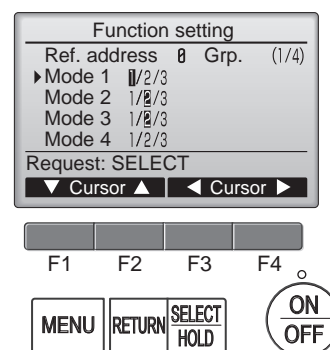 Function setting
Ref. address 0 Grp. (1/4)
▶Mode 1 1/2/3
Mode 2 1/2/3
Mode 3 1/2/3
Mode 4 1/2/3
Request: SELECT
▼ Cursor ▲ ◀ Cursor ▶
F1 F2 F3 F4
MENU RETURN SELECT HOLD ON OFF